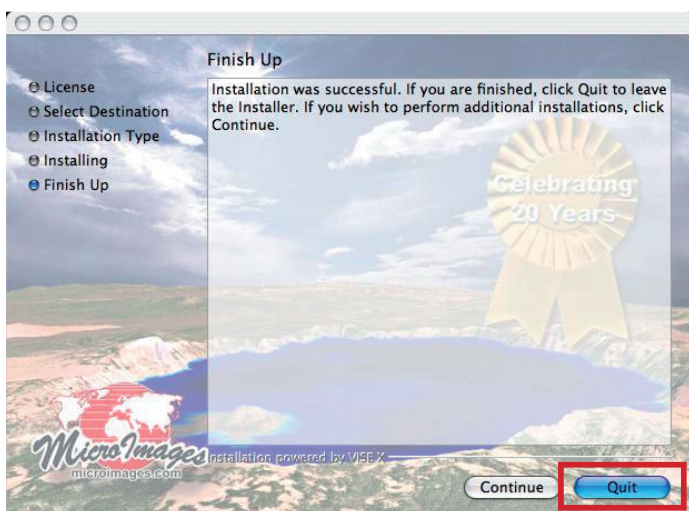 Finish Up
License
Select Destination
Installation Type
Installing
Finish Up
Installation was successful. If you are finished, click Quit to leave
the Installer. If you wish to perform additional installations, click
Continue.
Celebrating
20 Years
MicroImages
microimages.com
Installation powered by VISE X
Continue
Quit